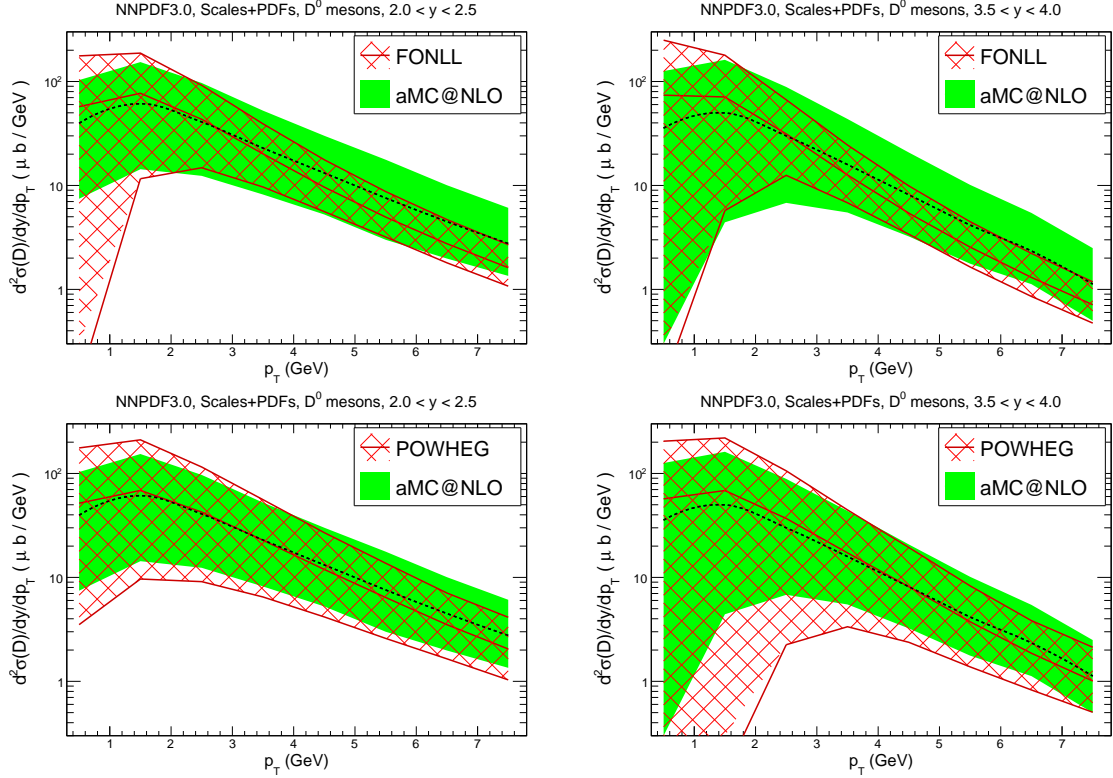 NNPDF3.0, Scales+PDFs, D⁰ mesons, 2.0 < y < 2.5
FONLL
aMC@NLO
d²σ(D)/dy/dp_T ( μ b / GeV )
10²
10
1
1 2 3 4 5 6 7
p_T (GeV)
NNPDF3.0, Scales+PDFs, D⁰ mesons, 3.5 < y < 4.0
FONLL
aMC@NLO
d²σ(D)/dy/dp_T ( μ b / GeV )
10²
10
1
1 2 3 4 5 6 7
p_T (GeV)
NNPDF3.0, Scales+PDFs, D⁰ mesons, 2.0 < y < 2.5
POWHEG
aMC@NLO
d²σ(D)/dy/dp_T ( μ b / GeV )
10²
10
1
1 2 3 4 5 6 7
p_T (GeV)
NNPDF3.0, Scales+PDFs, D⁰ mesons, 3.5 < y < 4.0
POWHEG
aMC@NLO
d²σ(D)/dy/dp_T ( μ b / GeV )
10²
10
1
1 2 3 4 5 6 7
p_T (GeV)